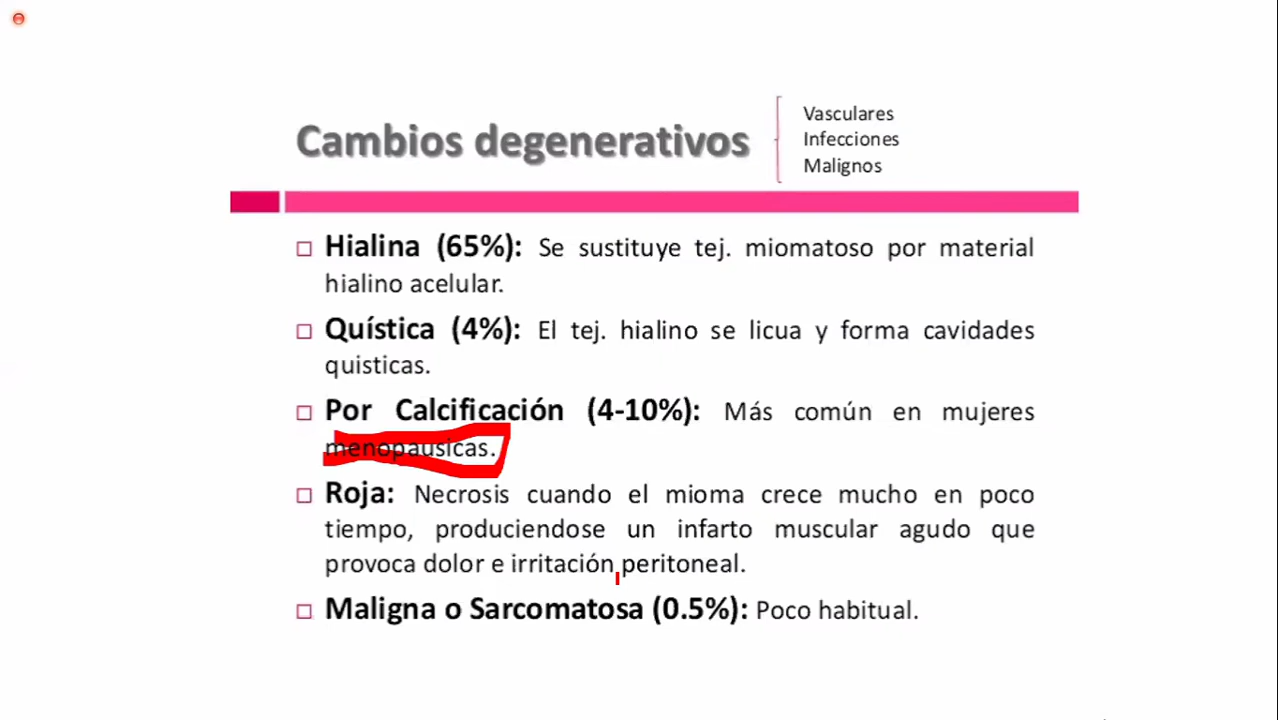 Cambios degenerativos
Vasculares
Infecciones
Malignos
Hialina (65%): Se sustituye tej. miomatoso por material
hialino acelular.
Quística (4%): El tej. hialino se licua y forma cavidades
quisticas.
Por Calcificación (4-10%): Más común en mujeres
menopausicas.
Roja: Necrosis cuando el mioma crece mucho en poco
tiempo, produciendose un infarto muscular agudo que
provoca dolor e irritación peritoneal.
Maligna o Sarcomatosa (0.5%): Poco habitual.